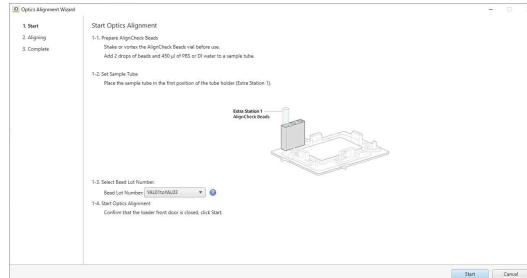 Optics Alignment Wizard
1. Start
2. Aligning
3. Complete
Start Optics Alignment
1-1. Prepare AlignCheck Beads
Shake or vortex the AlignCheck Beads vial before use.
Add 2 drops of beads and 450 µl of PBS or DI water to a sample tube.
1-2. Set Sample Tube
Place the sample tube in the first position of the tube holder (Extra Station 1).
Extra Station 1
AlignCheck Beads
1-3. Select Bead Lot Number.
Bead Lot Number: VAL01toVAL03
1-4. Start Optics Alignment
Confirm that the loader front door is closed, click Start.
Start
Cancel